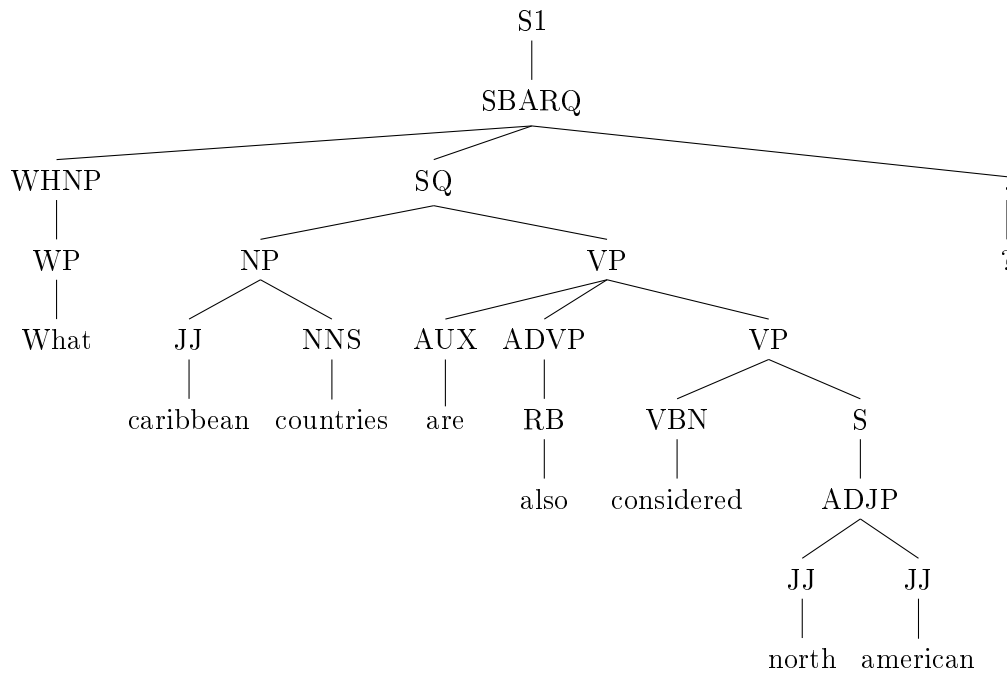 S1
SBARQ
WHNP SQ
WP NP VP
What JJ NNS AUX ADVP VP
caribbean countries are RB VBN S
also considered ADJP
JJ JJ
north american